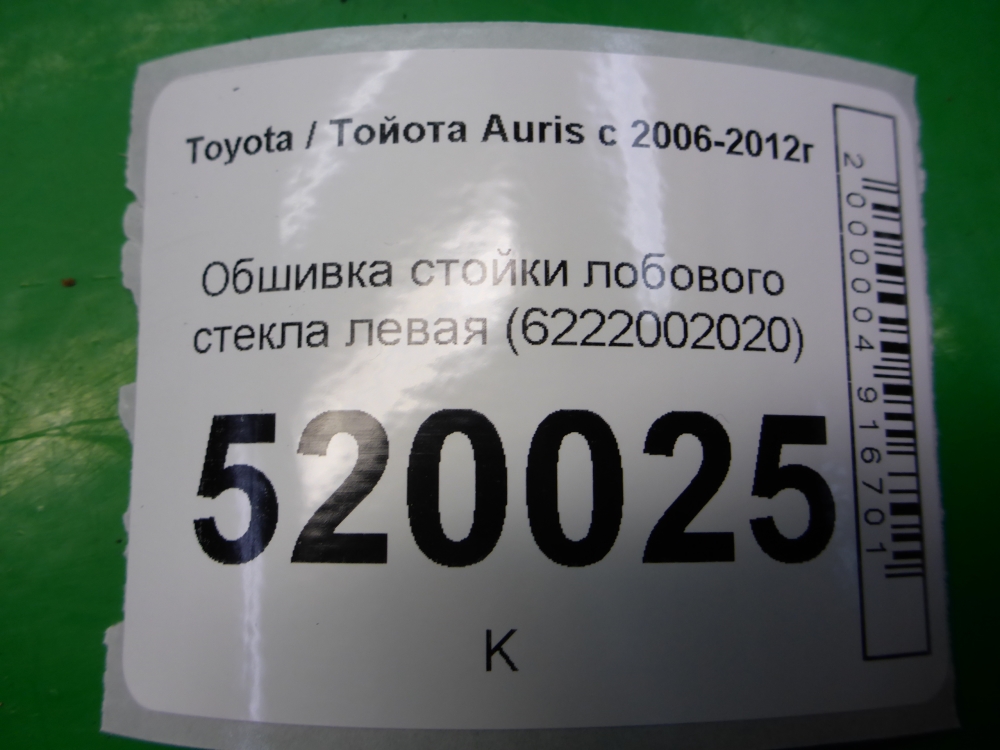 Toyota / Тойота Auris с 2006-2012г
Обшивка стойки лобового
стекла левая (6222002020)
520025
К
2000004916701